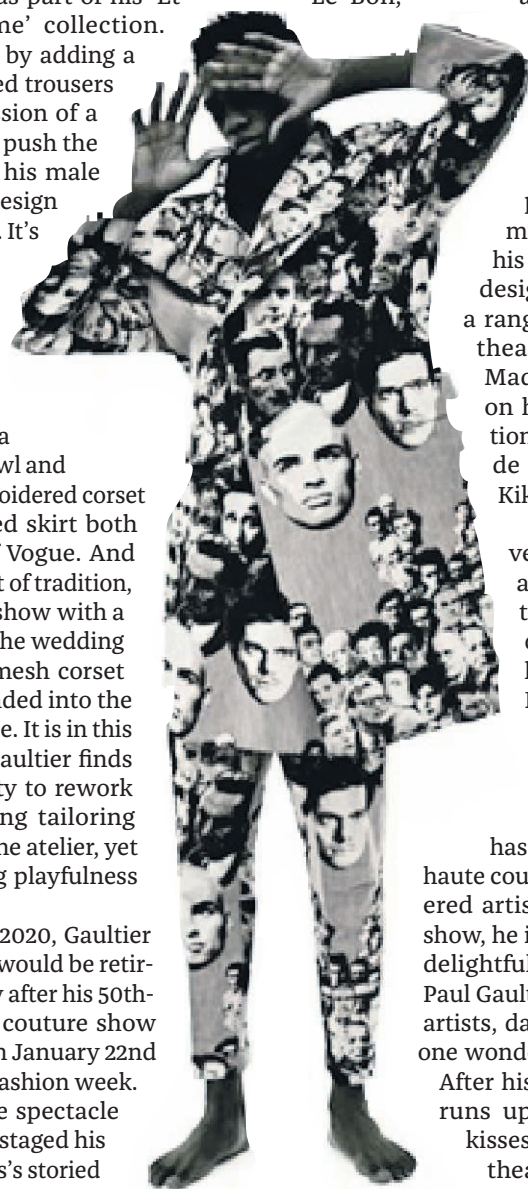 as part of his ‘Et
me’ collection.
by adding a
ed trousers
ssion of a
push the
his male
esign
. It’s
a
wl and
oidered corset
ed skirt both
f Vogue. And
t of tradition,
show with a
he wedding
mesh corset
nded into the
e. It is in this
aultier finds
ty to rework
ng tailoring
he atelier, yet
g playfulness
2020, Gaultier
would be retir-
y after his 50th-
couture show
n January 22nd
ashion week.
e spectacle
staged his
s’s storied
Le Bon,
m
his
desig
a rang
thea
Mac
on h
tion
de
Kik
ve
a
t
has
haute cou
ered artis
show, he i
delightful
Paul Gault
artists, da
one wonde
After his
runs up
kisses
thea